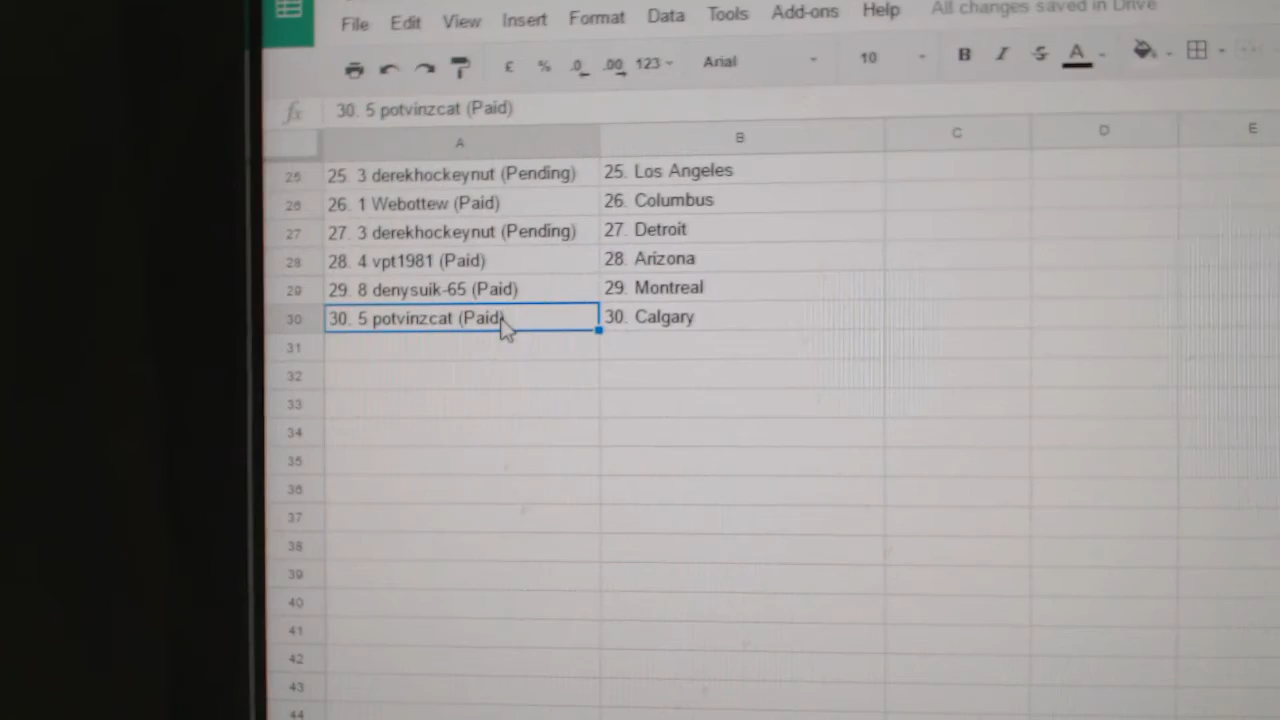 File Edit View Insert Format Data Tools Add-ons Help All changes saved in Drive
£ % .0 .00 123 Arial 10 B I S A
fx 30. 5 potvinzcat (Paid)
A B C D E
25 25. 3 derekhockeynut (Pending) 25. Los Angeles
26 26. 1 Webottew (Paid) 26. Columbus
27 27. 3 derekhockeynut (Pending) 27. Detroit
28 28. 4 vpt1981 (Paid) 28. Arizona
29 29. 8 denysuik-65 (Paid) 29. Montreal
30 30. 5 potvinzcat (Paid) 30. Calgary
31
32
33
34
35
36
37
38
39
40
41
42
43
44